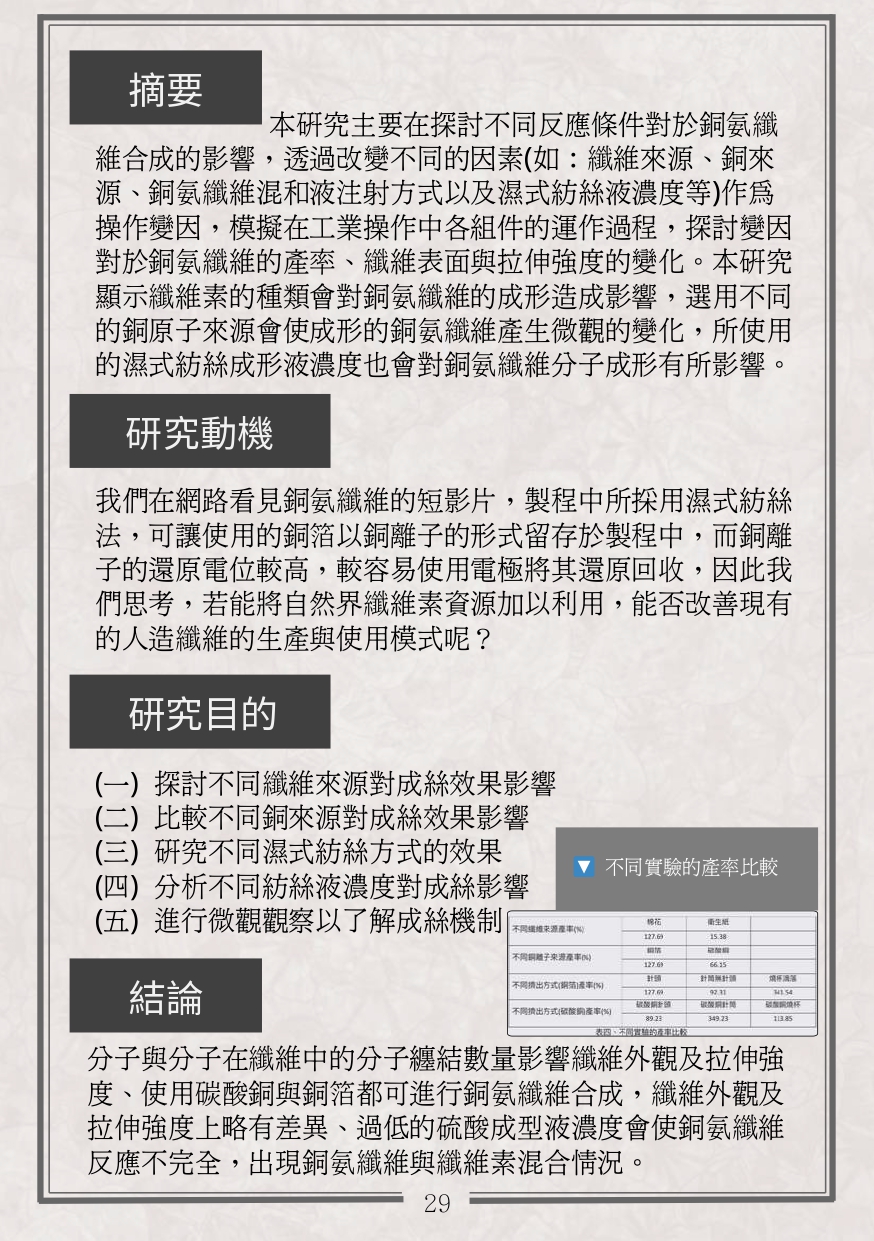 摘要
本研究主要在探討不同反應條件對於銅氨纖
維合成的影響，透過改變不同的因素(如：纖維來源、銅來
源、銅氨纖維混和液注射方式以及濕式紡絲液濃度等)作為
操作變因，模擬在工業操作中各組件的運作過程，探討變因
對於銅氨纖維的產率、纖維表面與拉伸強度的變化。本研究
顯示纖維素的種類會對銅氨纖維的成形造成影響，選用不同
的銅原子來源會使成形的銅氨纖維產生微觀的變化，所使用
的濕式紡絲成形液濃度也會對銅氨纖維分子成形有所影響。
研究動機
我們在網路看見銅氨纖維的短影片，製程中所採用濕式紡絲
法，可讓使用的銅箔以銅離子的形式留存於製程中，而銅離
子的還原電位較高，較容易使用電極將其還原回收，因此我
們思考，若能將自然界纖維素資源加以利用，能否改善現有
的人造纖維的生產與使用模式呢？
研究目的
(一) 探討不同纖維來源對成絲效果影響
(二) 比較不同銅來源對成絲效果影響
(三) 研究不同濕式紡絲方式的效果
(四) 分析不同紡絲液濃度對成絲影響
(五) 進行微觀觀察以了解成絲機制
🔽 不同實驗的產率比較
不同纖維來源產率(%) 棉花 衛生紙
127.69 15.38
不同銅離子來源產率(%) 銅箔 碳酸銅
127.69 66.15
不同擠出方式(銅箔)產率(%) 針頭 針筒無針頭 燒杯滴落
127.69 92.31 341.54
不同擠出方式(碳酸銅)產率(%) 碳酸銅針頭 碳酸銅針筒 碳酸銅燒杯
89.23 349.23 113.85
表四、不同實驗的產率比較
結論
分子與分子在纖維中的分子纏結數量影響纖維外觀及拉伸強
度、使用碳酸銅與銅箔都可進行銅氨纖維合成，纖維外觀及
拉伸強度上略有差異、過低的硫酸成型液濃度會使銅氨纖維
反應不完全，出現銅氨纖維與纖維素混合情況。
29